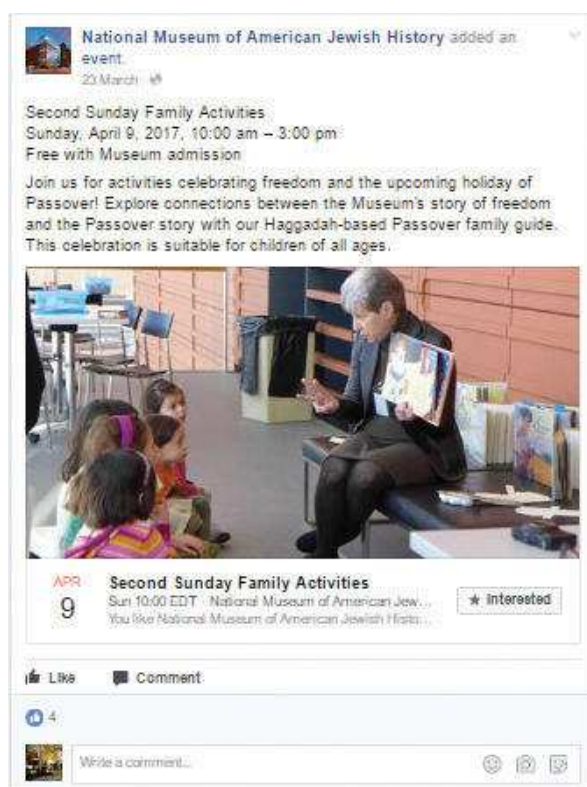 National Museum of American Jewish History added an
event.
23 March
Second Sunday Family Activities
Sunday, April 9, 2017, 10:00 am – 3:00 pm
Free with Museum admission
Join us for activities celebrating freedom and the upcoming holiday of
Passover! Explore connections between the Museum's story of freedom
and the Passover story with our Haggadah-based Passover family guide.
This celebration is suitable for children of all ages.
APR
9
Second Sunday Family Activities
Sun 10:00 EDT · National Museum of American Jew...
You like National Museum of American Jewish Histo...
★ Interested
Like
Comment
4
Write a comment...